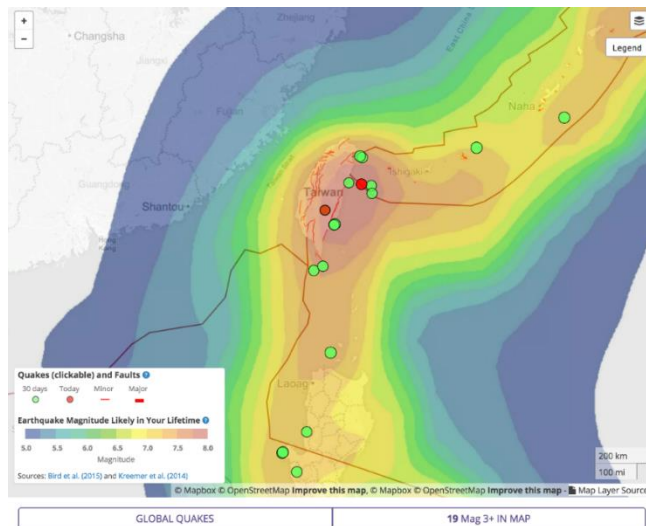 +
−
Changsha
Zhejiang
Jiangxi
East China
Legend
Fujian
Naha
Guangdong
Ishigaki
Taiwan
Shantou
Hong
Kong
Laoag
Quakes (clickable) and Faults ?
30 days Today Minor Major
Earthquake Magnitude Likely in Your Lifetime ?
5.0 5.5 6.0 6.5 7.0 7.5 8.0
Magnitude
Sources: Bird et al. (2015) and Kreemer et al. (2014)
200 km
100 mi
© Mapbox © OpenStreetMap Improve this map, © Mapbox © OpenStreetMap Improve this map - Map Layer Source
GLOBAL QUAKES
19 Mag 3+ IN MAP